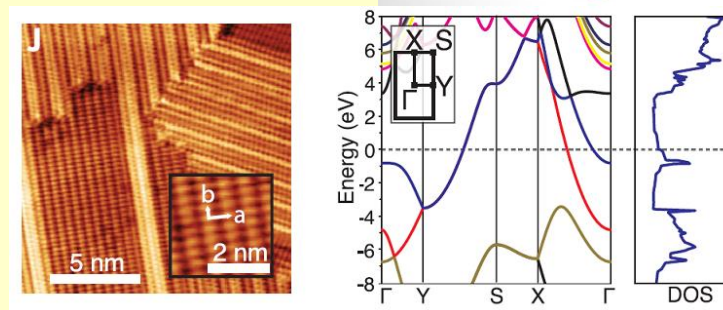 J
b
a
5 nm
2 nm
Energy (eV)
8
6
4
2
0
-2
-4
-6
-8
X S
Γ Y
Γ Y S X Γ
DOS